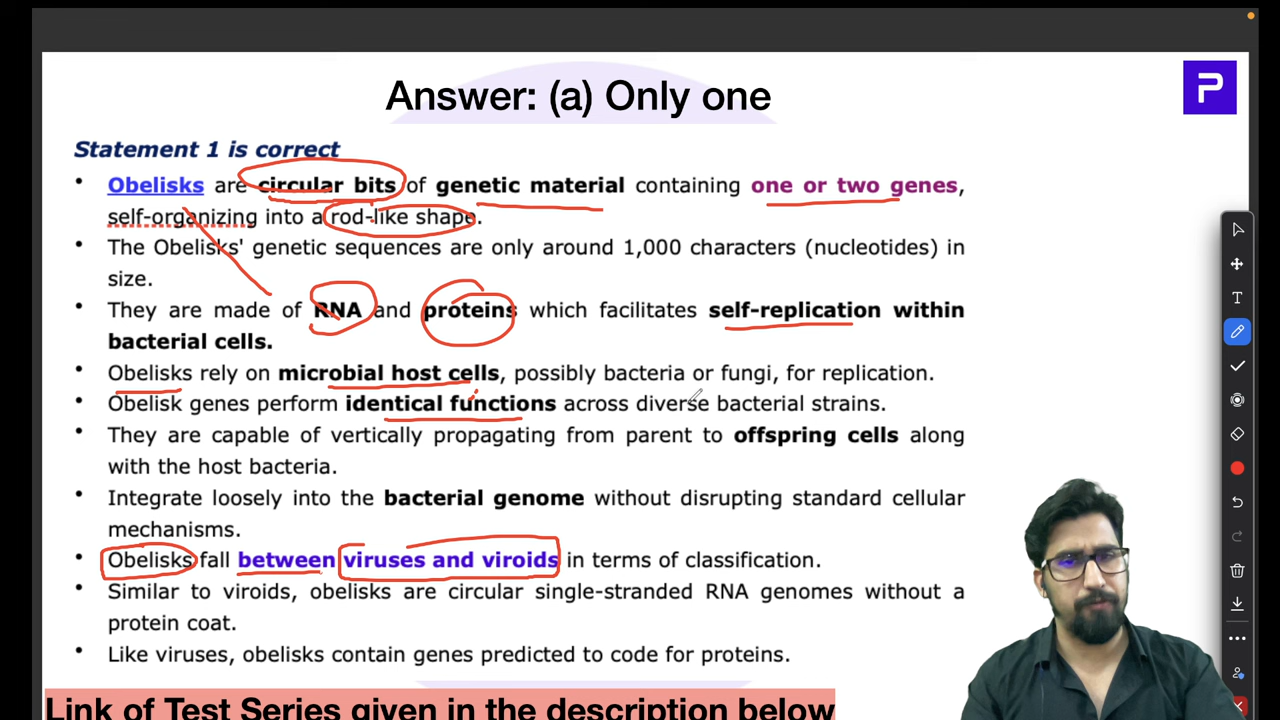 Answer: (a) Only one
P
Statement 1 is correct
• Obelisks are circular bits of genetic material containing one or two genes,
self-organizing into a rod-like shape.
• The Obelisks' genetic sequences are only around 1,000 characters (nucleotides) in
size.
• They are made of RNA and proteins which facilitates self-replication within
bacterial cells.
• Obelisks rely on microbial host cells, possibly bacteria or fungi, for replication.
• Obelisk genes perform identical functions across diverse bacterial strains.
• They are capable of vertically propagating from parent to offspring cells along
with the host bacteria.
• Integrate loosely into the bacterial genome without disrupting standard cellular
mechanisms.
• Obelisks fall between viruses and viroids in terms of classification.
• Similar to viroids, obelisks are circular single-stranded RNA genomes without a
protein coat.
• Like viruses, obelisks contain genes predicted to code for proteins.
Link of Test Series given in the description below